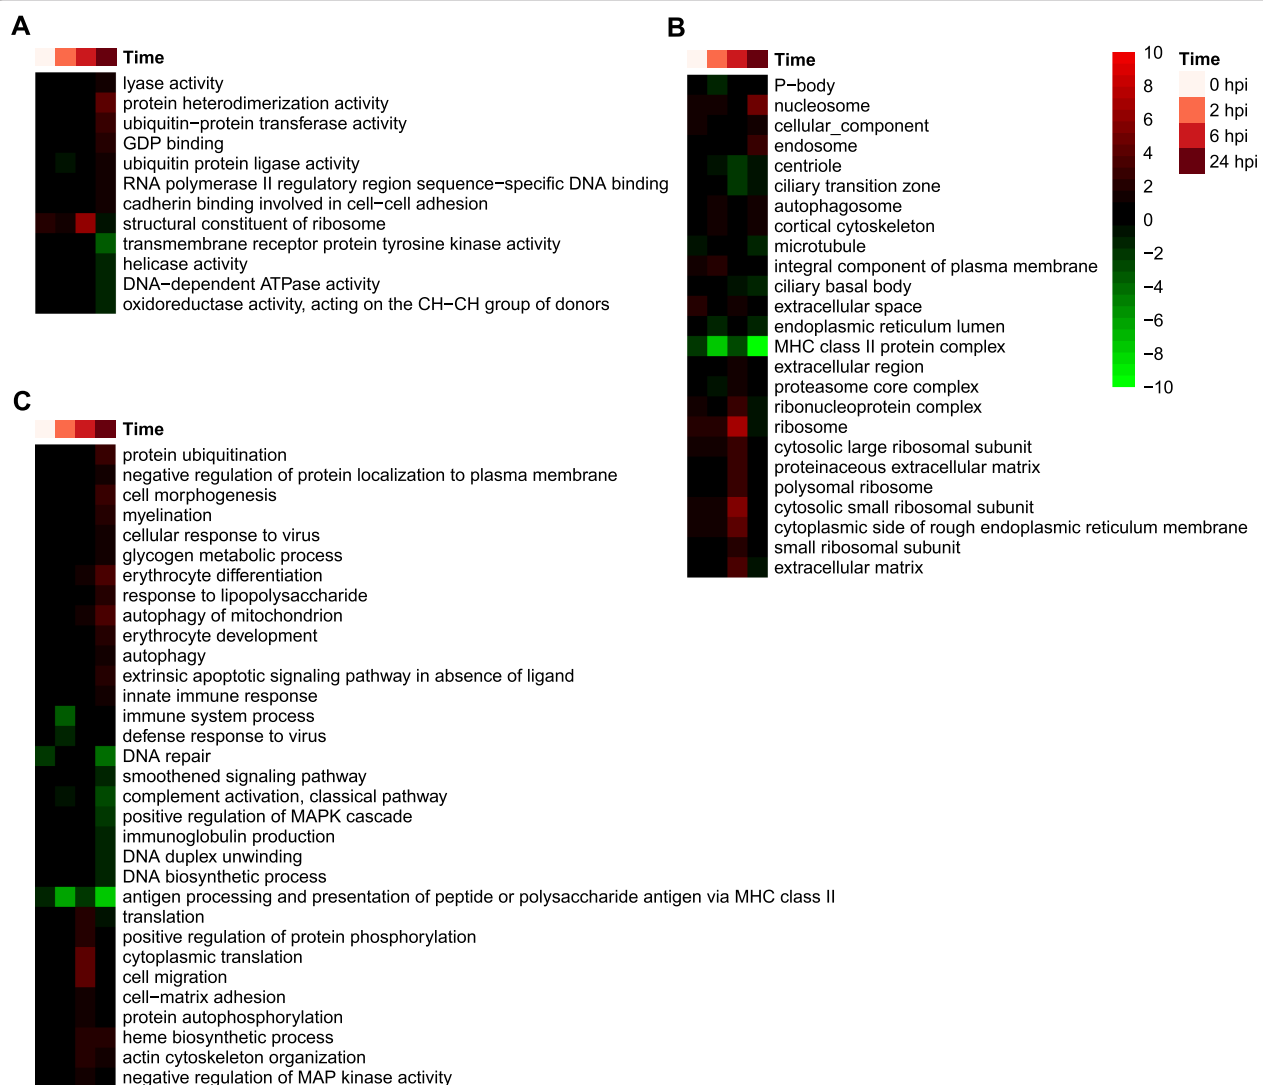 A
Time
lyase activity
protein heterodimerization activity
ubiquitin−protein transferase activity
GDP binding
ubiquitin protein ligase activity
RNA polymerase II regulatory region sequence−specific DNA binding
cadherin binding involved in cell−cell adhesion
structural constituent of ribosome
transmembrane receptor protein tyrosine kinase activity
helicase activity
DNA−dependent ATPase activity
oxidoreductase activity, acting on the CH−CH group of donors
B
Time
P−body
nucleosome
cellular_component
endosome
centriole
ciliary transition zone
autophagosome
cortical cytoskeleton
microtubule
integral component of plasma membrane
ciliary basal body
extracellular space
endoplasmic reticulum lumen
MHC class II protein complex
extracellular region
proteasome core complex
ribonucleoprotein complex
ribosome
cytosolic large ribosomal subunit
proteinaceous extracellular matrix
polysomal ribosome
cytosolic small ribosomal subunit
cytoplasmic side of rough endoplasmic reticulum membrane
small ribosomal subunit
extracellular matrix
10
8
6
4
2
0
−2
−4
−6
−8
−10
Time
0 hpi
2 hpi
6 hpi
24 hpi
C
Time
protein ubiquitination
negative regulation of protein localization to plasma membrane
cell morphogenesis
myelination
cellular response to virus
glycogen metabolic process
erythrocyte differentiation
response to lipopolysaccharide
autophagy of mitochondrion
erythrocyte development
autophagy
extrinsic apoptotic signaling pathway in absence of ligand
innate immune response
immune system process
defense response to virus
DNA repair
smoothened signaling pathway
complement activation, classical pathway
positive regulation of MAPK cascade
immunoglobulin production
DNA duplex unwinding
DNA biosynthetic process
antigen processing and presentation of peptide or polysaccharide antigen via MHC class II
translation
positive regulation of protein phosphorylation
cytoplasmic translation
cell migration
cell−matrix adhesion
protein autophosphorylation
heme biosynthetic process
actin cytoskeleton organization
negative regulation of MAP kinase activity